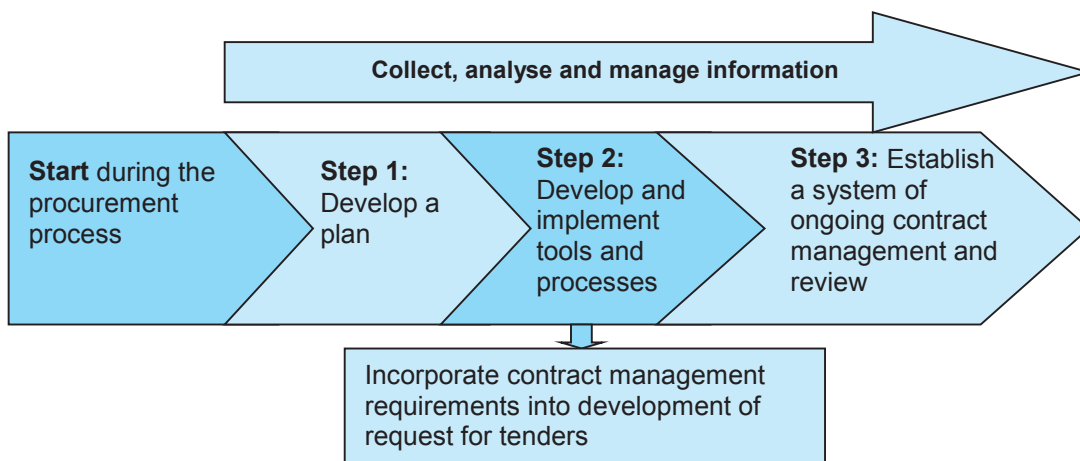 Collect, analyse and manage information
Start during the
procurement
process
Step 1:
Develop a
plan
Step 2:
Develop and
implement
tools and
processes
Step 3: Establish
a system of
ongoing contract
management and
review
Incorporate contract management
requirements into development of
request for tenders